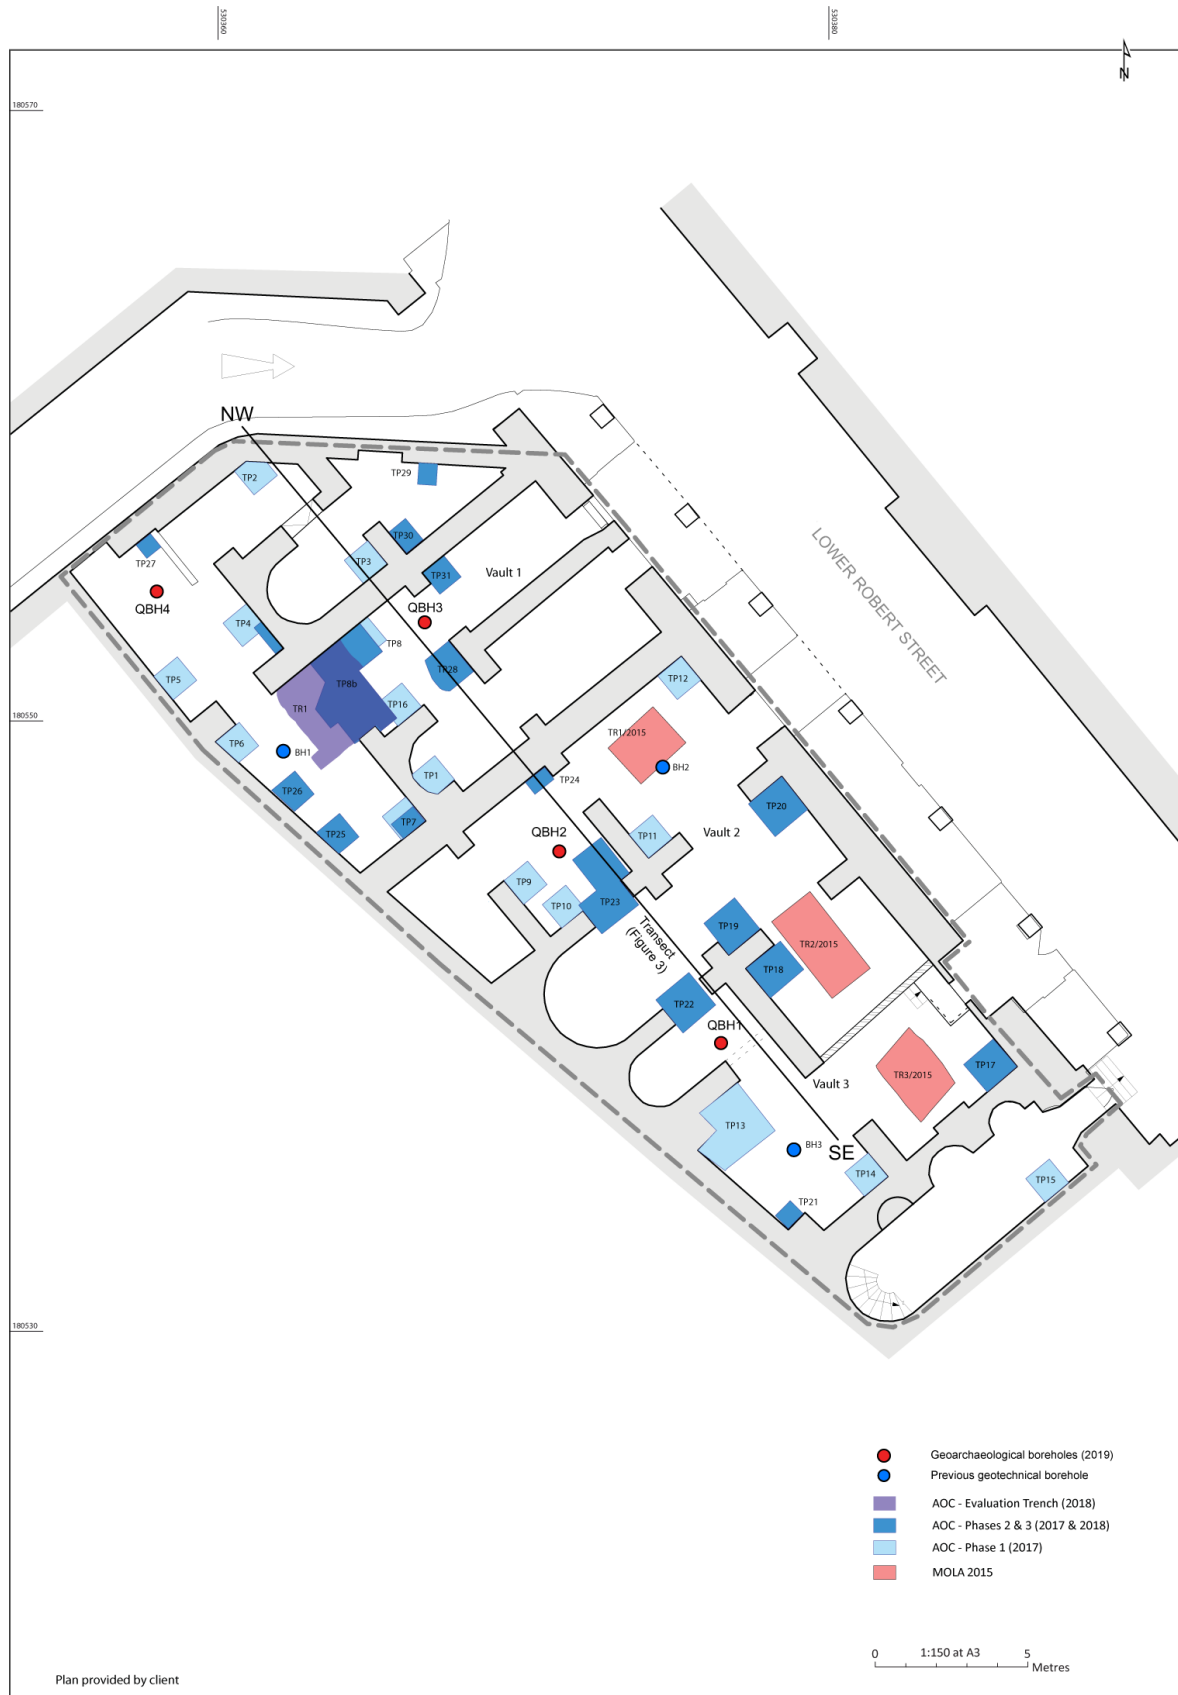 530360
530380
N
180570
NW
TP2
TP29
LOWER ROBERT STREET
TP30
TP3
TP31
Vault 1
TP27
QBH4
QBH3
TP4
TP8
TP28
TP5
TP8b
TP12
TR1
TP16
180550
TP6
BH1
TR1/2015
BH2
TP1
TP24
TP26
TP20
TP7
TP25
QBH2
TP11
Vault 2
TP9
TP10
TP23
TP19
Transect
(Figure 3)
TR2/2015
TP18
TP22
QBH1
TP17
TR3/2015
Vault 3
TP13
BH3
SE
TP14
TP15
TP21
180530
Geoarchaeological boreholes (2019)
Previous geotechnical borehole
AOC - Evaluation Trench (2018)
AOC - Phases 2 & 3 (2017 & 2018)
AOC - Phase 1 (2017)
MOLA 2015
0 1:150 at A3 5
Metres
Plan provided by client